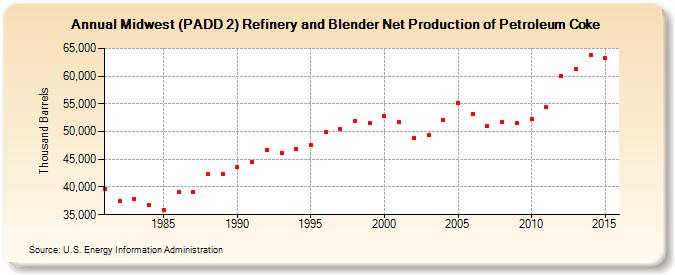 Annual Midwest (PADD 2) Refinery and Blender Net Production of Petroleum Coke
Thousand Barrels
65,000
60,000
55,000
50,000
45,000
40,000
35,000
1985 1990 1995 2000 2005 2010 2015
Source: U.S. Energy Information Administration